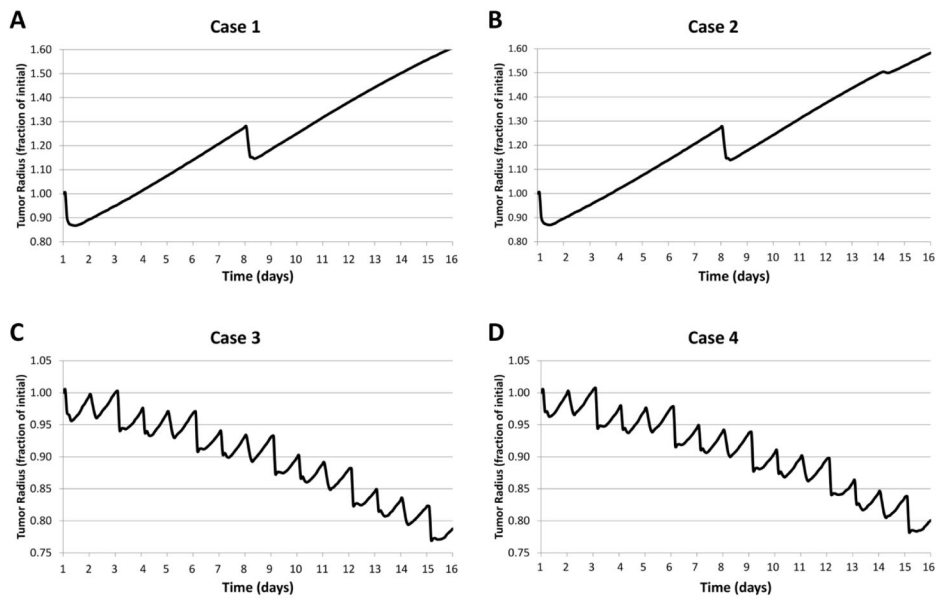 A
Case 1
Tumor Radius (fraction of initial)
1.60
1.50
1.40
1.30
1.20
1.10
1.00
0.90
0.80
1 2 3 4 5 6 7 8 9 10 11 12 13 14 15 16
Time (days)
B
Case 2
Tumor Radius (fraction of initial)
1.60
1.50
1.40
1.30
1.20
1.10
1.00
0.90
0.80
1 2 3 4 5 6 7 8 9 10 11 12 13 14 15 16
Time (days)
C
Case 3
Tumor Radius (fraction of initial)
1.05
1.00
0.95
0.90
0.85
0.80
0.75
1 2 3 4 5 6 7 8 9 10 11 12 13 14 15 16
Time (days)
D
Case 4
Tumor Radius (fraction of initial)
1.05
1.00
0.95
0.90
0.85
0.80
0.75
1 2 3 4 5 6 7 8 9 10 11 12 13 14 15 16
Time (days)